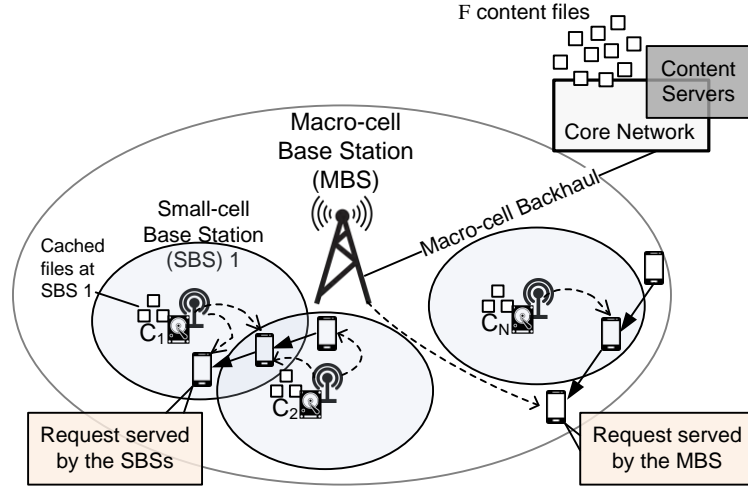 F content files
Content
Servers
Core Network
Macro-cell
Base Station
(MBS)
Macro-cell Backhaul
Small-cell
Base Station
(SBS) 1
Cached
files at
SBS 1
C1
C2
CN
Request served
by the SBSs
Request served
by the MBS